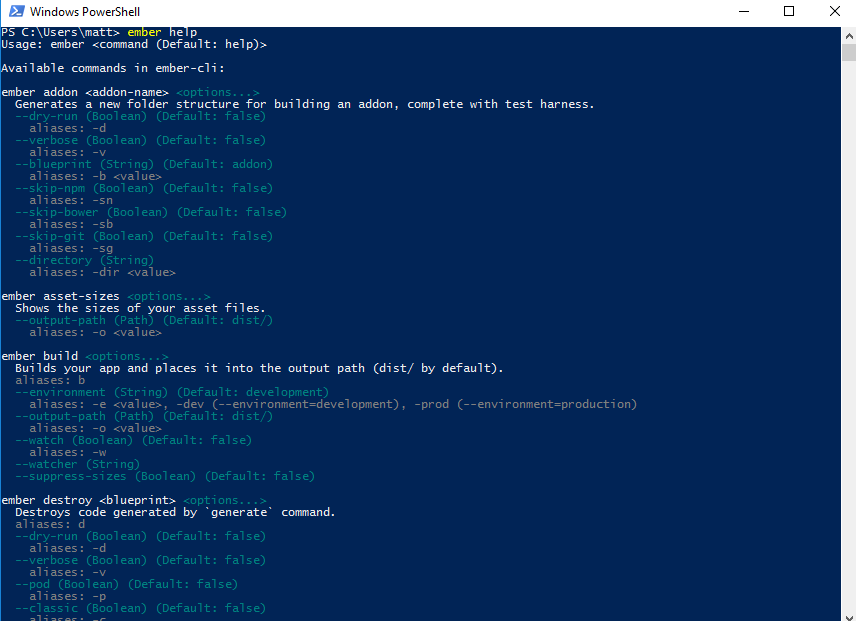 Windows PowerShell
PS C:\Users\matt> ember help
Usage: ember <command (Default: help)>
Available commands in ember-cli:
ember addon <addon-name> <options...>
  Generates a new folder structure for building an addon, complete with test harness.
  --dry-run (Boolean) (Default: false)
    aliases: -d
  --verbose (Boolean) (Default: false)
    aliases: -v
  --blueprint (String) (Default: addon)
    aliases: -b <value>
  --skip-npm (Boolean) (Default: false)
    aliases: -sn
  --skip-bower (Boolean) (Default: false)
    aliases: -sb
  --skip-git (Boolean) (Default: false)
    aliases: -sg
  --directory (String)
    aliases: -dir <value>
ember asset-sizes <options...>
  Shows the sizes of your asset files.
  --output-path (Path) (Default: dist/)
    aliases: -o <value>
ember build <options...>
  Builds your app and places it into the output path (dist/ by default).
  aliases: b
  --environment (String) (Default: development)
    aliases: -e <value>, -dev (--environment=development), -prod (--environment=production)
  --output-path (Path) (Default: dist/)
    aliases: -o <value>
  --watch (Boolean) (Default: false)
    aliases: -w
  --watcher (String)
  --suppress-sizes (Boolean) (Default: false)
ember destroy <blueprint> <options...>
  Destroys code generated by `generate` command.
  aliases: d
  --dry-run (Boolean) (Default: false)
    aliases: -d
  --verbose (Boolean) (Default: false)
    aliases: -v
  --pod (Boolean) (Default: false)
    aliases: -p
  --classic (Boolean) (Default: false)
    aliases: -c